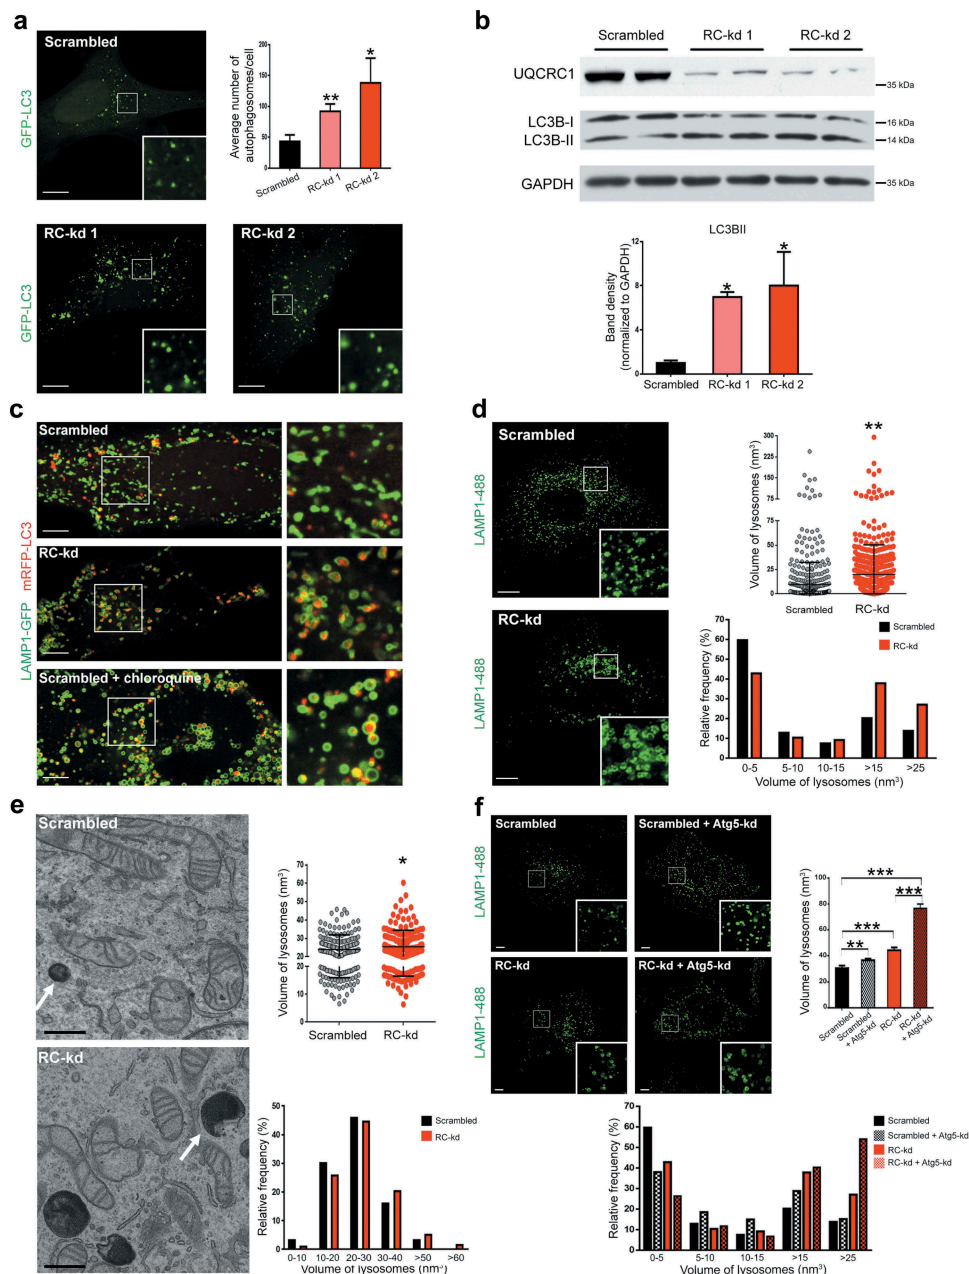 a
Scrambled
GFP-LC3
Average number of
autophagosomes/cell
200
150
100
50
0
**
*
Scrambled
RC-kd 1
RC-kd 2
RC-kd 1
GFP-LC3
RC-kd 2
b
Scrambled
RC-kd 1
RC-kd 2
UQCRC1
35 kDa
LC3B-I
16 kDa
LC3B-II
14 kDa
GAPDH
35 kDa
LC3BII
Band density
(normalized to GAPDH)
12
8
4
0
*
*
Scrambled
RC-kd 1
RC-kd 2
c
LAMP1-GFP mRFP-LC3
Scrambled
RC-kd
Scrambled + chloroquine
d
Scrambled
LAMP1-488
RC-kd
LAMP1-488
**
Volume of lysosomes (nm³)
300
225
150
75
75
50
25
0
Scrambled
RC-kd
Relative frequency (%)
70
60
50
40
30
20
10
0
Scrambled
RC-kd
0-5
5-10
10-15
>15
>25
Volume of lysosomes (nm³)
e
Scrambled
RC-kd
*
Volume of lysosomes (nm³)
80
70
60
50
40
30
20
20
10
0
Scrambled
RC-kd
Relative frequency (%)
50
40
30
20
10
0
Scrambled
RC-kd
0-10
10-20
20-30
30-40
>50
>60
Volume of lysosomes (nm³)
f
Scrambled
Scrambled + Atg5-kd
LAMP1-488
LAMP1-488
RC-kd
RC-kd + Atg5-kd
LAMP1-488
LAMP1-488
Volume of lysosomes (nm³)
100
80
60
40
20
0
***
***
***
**
Scrambled
Scrambled
+ Atg5-kd
RC-kd
RC-kd
+ Atg5-kd
Relative frequency (%)
70
60
50
40
30
20
10
0
Scrambled
Scrambled + Atg5-kd
RC-kd
RC-kd + Atg5-kd
0-5
5-10
10-15
>15
>25
Volume of lysosomes (nm³)